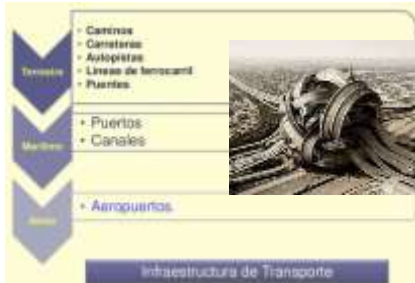 Terrestre
• Caminos
• Carreteras
• Autopistas
• Líneas de ferrocarril
• Puentes
Marítimo
• Puertos
• Canales
Aéreo
• Aeropuertos
Infraestructura de Transporte